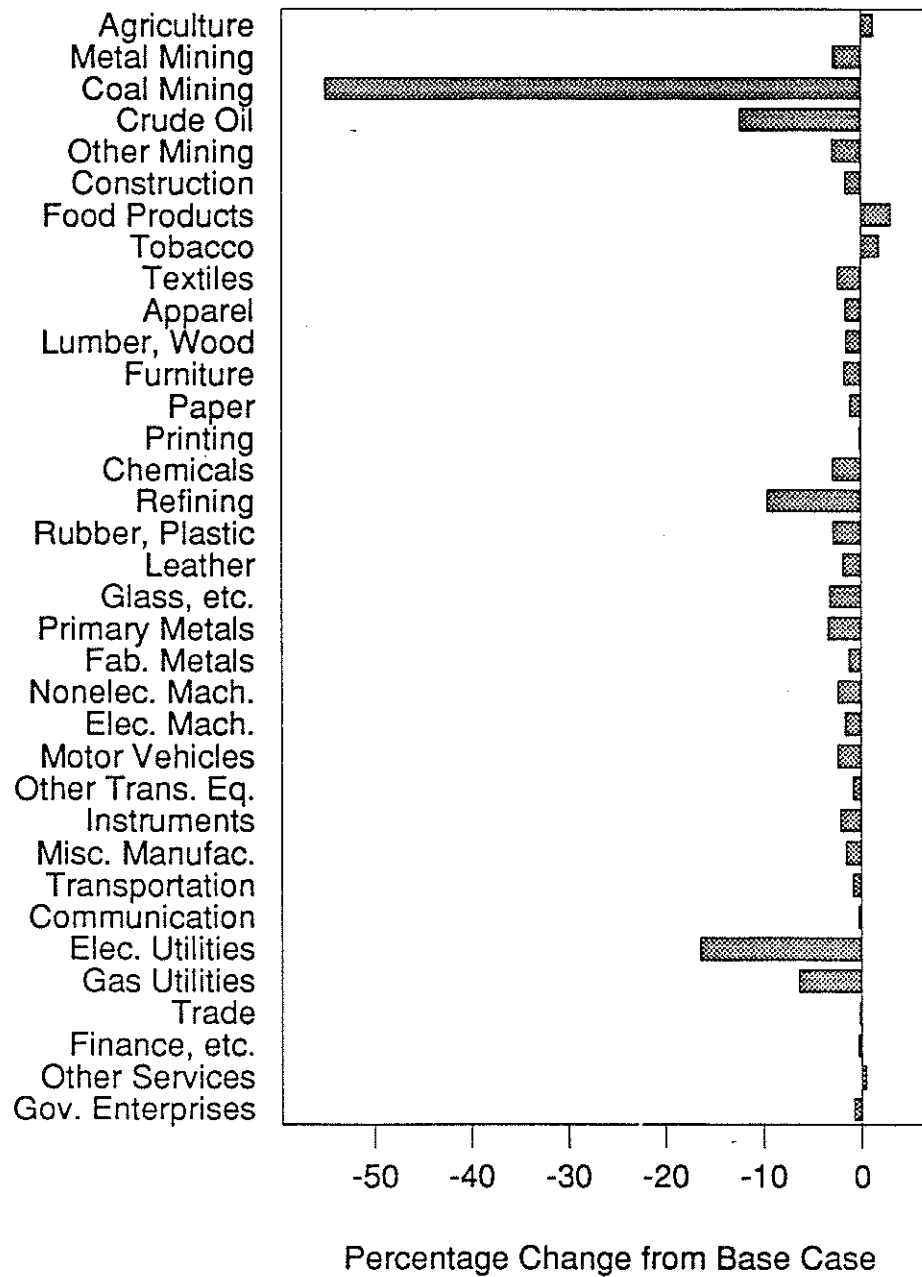 Agriculture
Metal Mining
Coal Mining
Crude Oil
Other Mining
Construction
Food Products
Tobacco
Textiles
Apparel
Lumber, Wood
Furniture
Paper
Printing
Chemicals
Refining
Rubber, Plastic
Leather
Glass, etc.
Primary Metals
Fab. Metals
Nonelec. Mach.
Elec. Mach.
Motor Vehicles
Other Trans. Eq.
Instruments
Misc. Manufac.
Transportation
Communication
Elec. Utilities
Gas Utilities
Trade
Finance, etc.
Other Services
Gov. Enterprises
-50 -40 -30 -20 -10 0
Percentage Change from Base Case